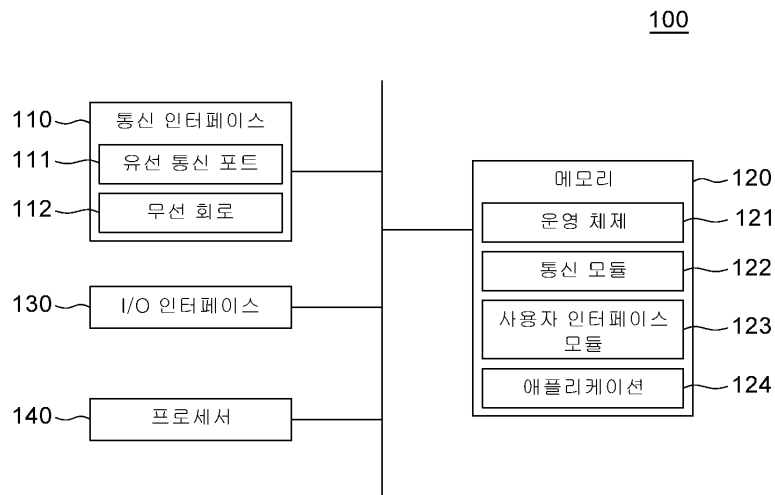 100
110
통신 인터페이스
111
유선 통신 포트
112
무선 회로
130
I/O 인터페이스
140
프로세서
메모리
120
운영 체제
121
통신 모듈
122
사용자 인터페이스
모듈
123
애플리케이션
124